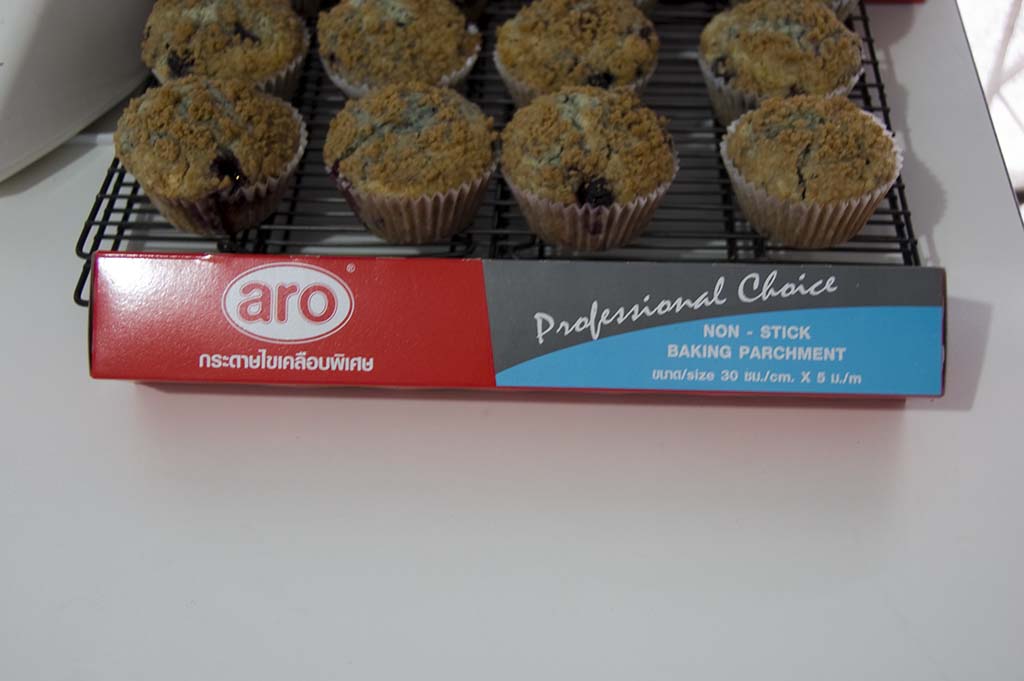 aro®
กระดาษไขเคลือบพิเศษ
Professional Choice
NON - STICK
BAKING PARCHMENT
ขนาด/size 30 ซม./cm. X 5 ม./m